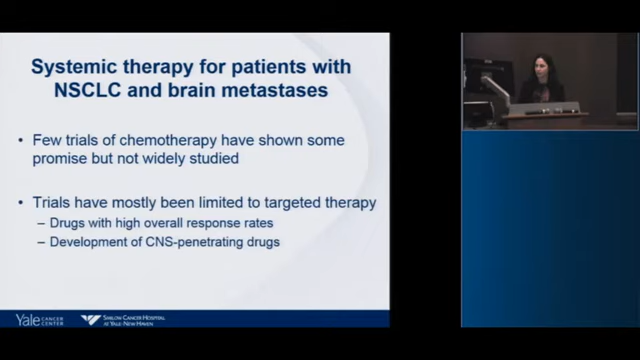 Systemic therapy for patients with
NSCLC and brain metastases
• Few trials of chemotherapy have shown some
promise but not widely studied
• Trials have mostly been limited to targeted therapy
– Drugs with high overall response rates
– Development of CNS-penetrating drugs
Yale CANCER
CENTER
SMILOW CANCER HOSPITAL
AT YALE-NEW HAVEN